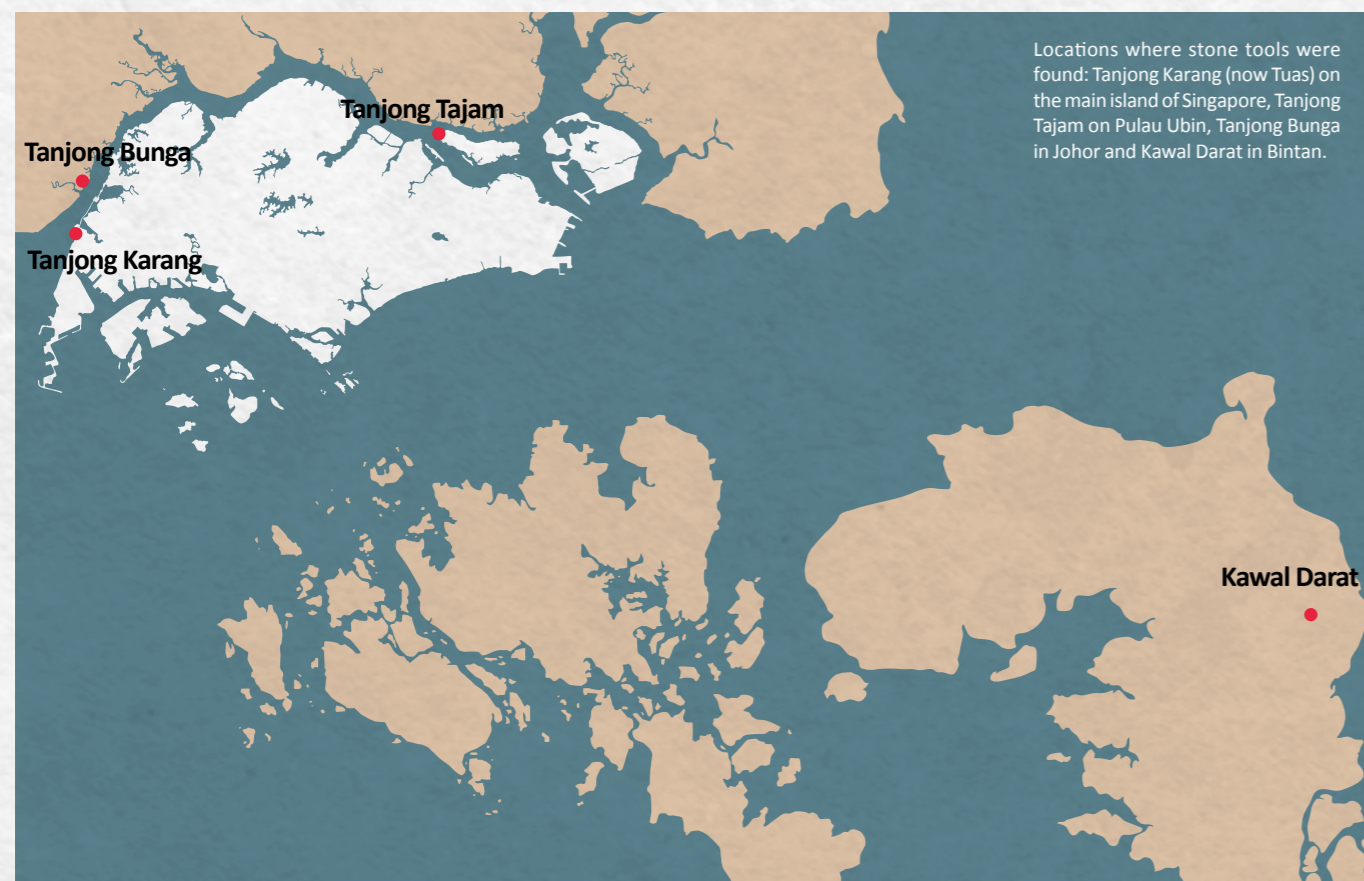 Locations where stone tools were
found: Tanjong Karang (now Tuas) on
the main island of Singapore, Tanjong
Tajam on Pulau Ubin, Tanjong Bunga
in Johor and Kawal Darat in Bintan.
Tanjong Tajam
Tanjong Bunga
Tanjong Karang
Kawal Darat